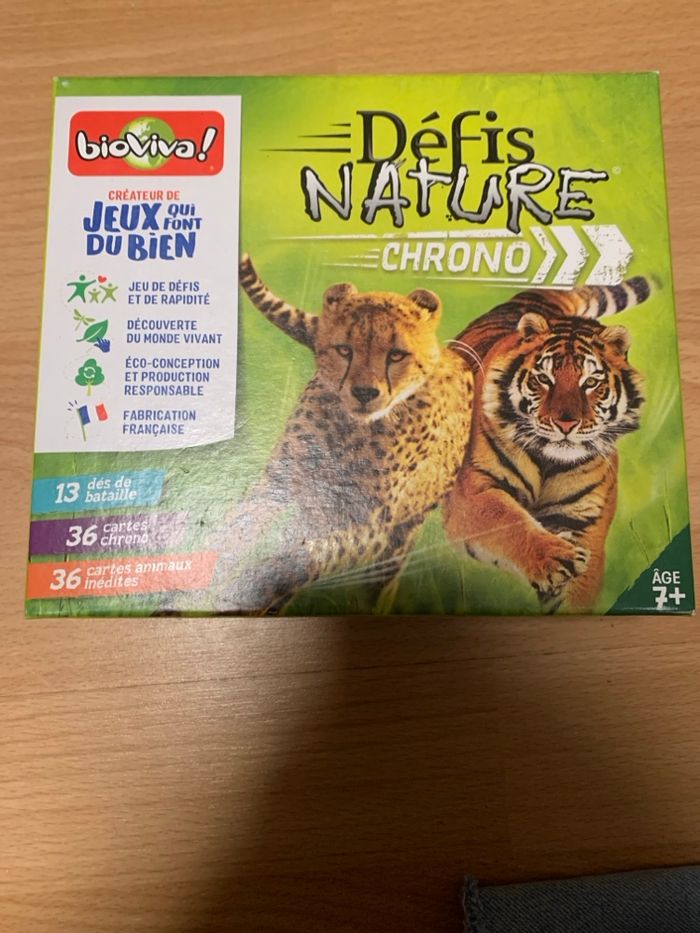 bioviva!
CRÉATEUR DE
JEUX QUI FONT
DU BIEN
JEU DE DÉFIS
ET DE RAPIDITÉ
DÉCOUVERTE
DU MONDE VIVANT
ÉCO-CONCEPTION
ET PRODUCTION
RESPONSABLE
FABRICATION
FRANÇAISE
13 dés de
bataille
36 cartes
chrono
36 cartes animaux
inédites
Défis
NATURE©
CHRONO
ÂGE
7+